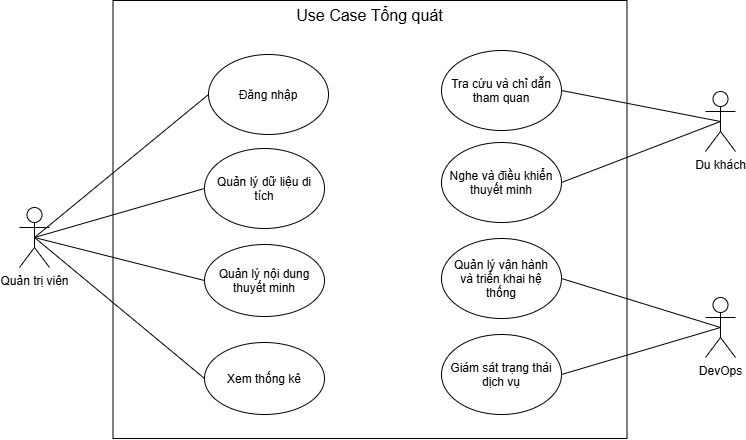 Use Case Tổng quát
Đăng nhập
Quản lý dữ liệu di
tích
Quản lý nội dung
thuyết minh
Xem thống kê
Quản trị viên
Tra cứu và chỉ dẫn
tham quan
Nghe và điều khiển
thuyết minh
Quản lý vận hành
và triển khai hệ
thống
Giám sát trạng thái
dịch vụ
Du khách
DevOps